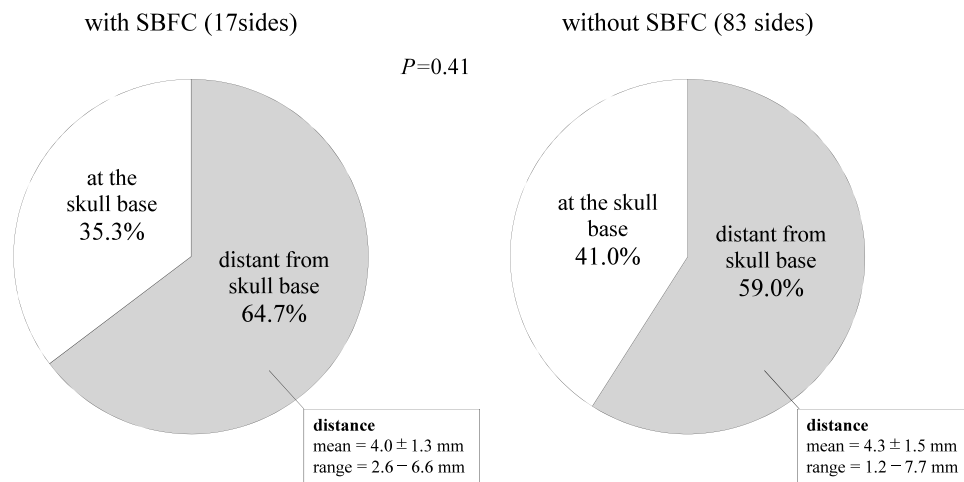 with SBFC (17sides)
without SBFC (83 sides)
P=0.41
at the
skull base
35.3%
distant from
skull base
64.7%
distance
mean = 4.0 ± 1.3 mm
range = 2.6 – 6.6 mm
at the skull
base
41.0%
distant from
skull base
59.0%
distance
mean = 4.3 ± 1.5 mm
range = 1.2 – 7.7 mm